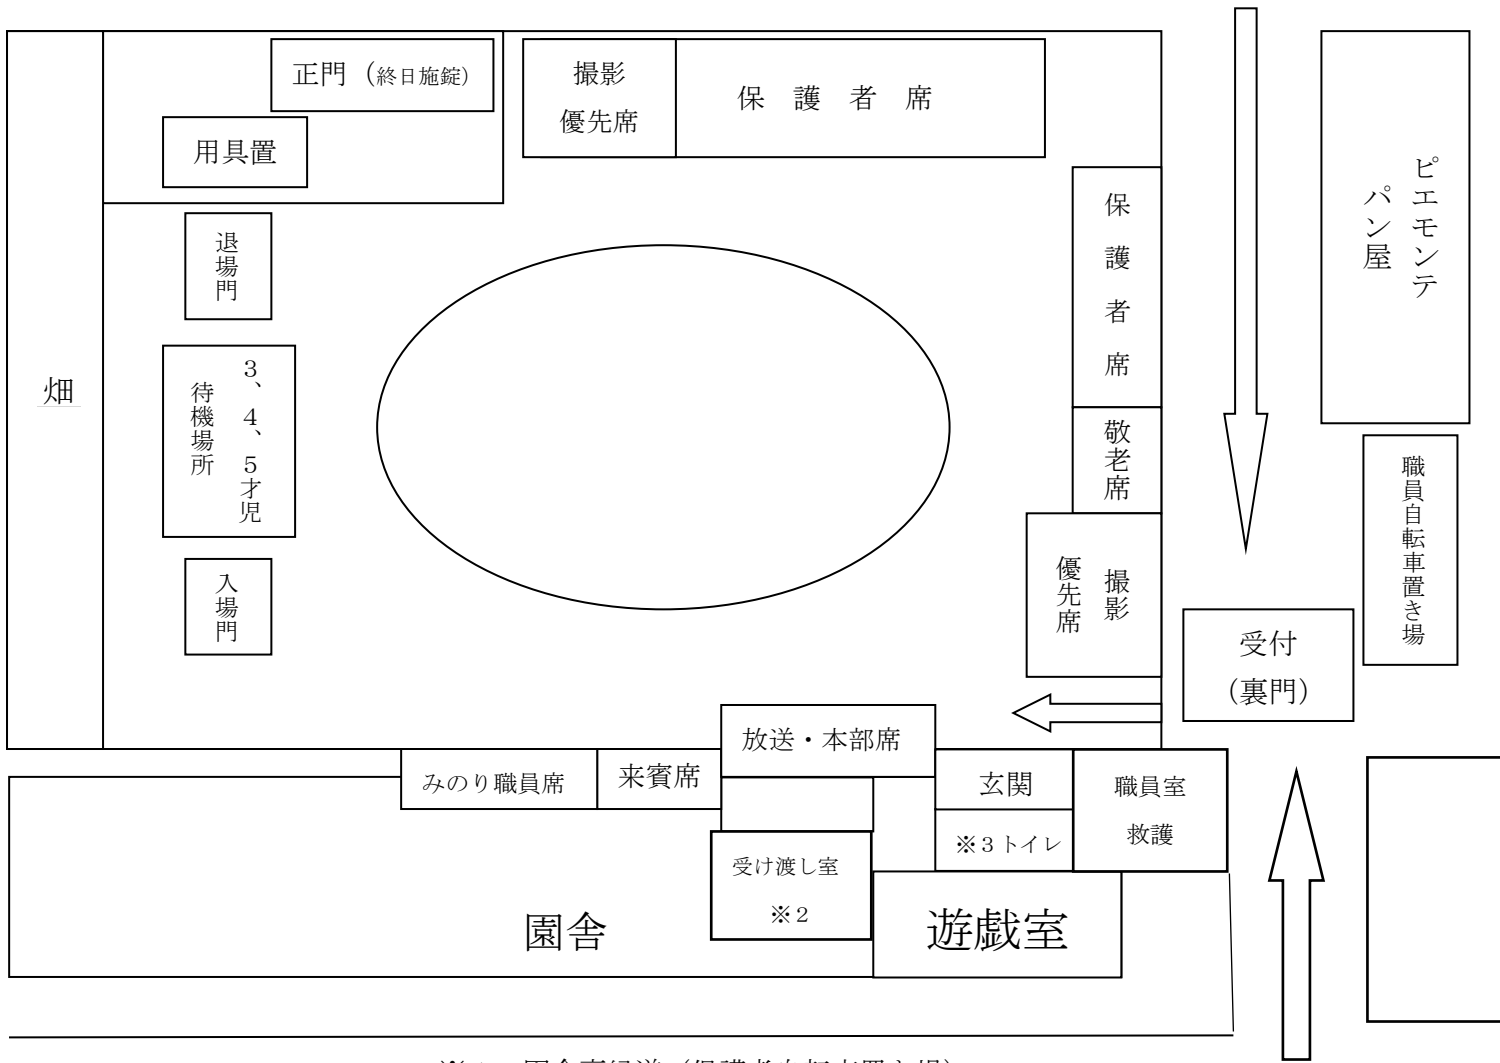 正門（終日施錠）
撮影
優先席
保　護　者　席
用具置
ピエモンテ
パン屋
保護者席
退場門
畑
３、４、５才児
待機場所
敬老席
職員自転車置き場
撮影
優先席
入場門
受付
（裏門）
放送・本部席
みのり職員席
来賓席
玄関
職員室
救護
※３トイレ
受け渡し室
※２
園舎
遊戯室